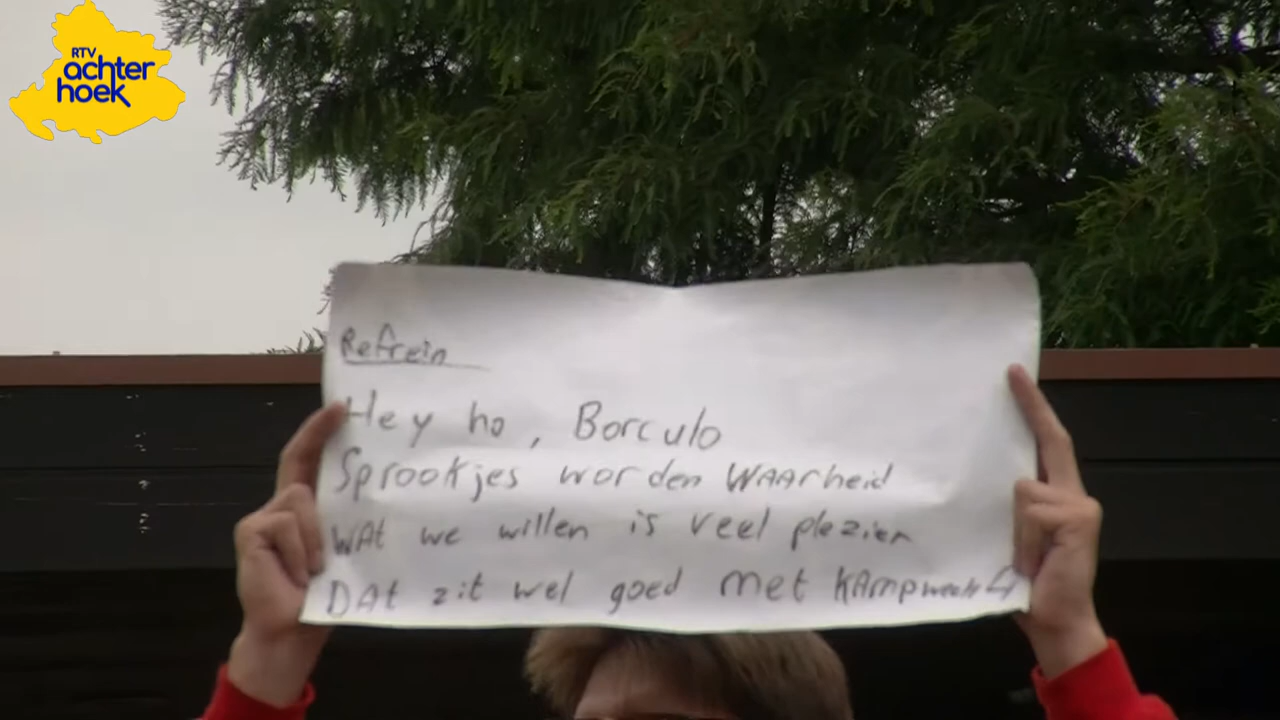 RTV
achter
hoek
Refrein
Hey ho, Borculo
Sprookjes worden WAArheid
WAt we willen is veel plezier
DAt zit wel goed met KAmpweek 4